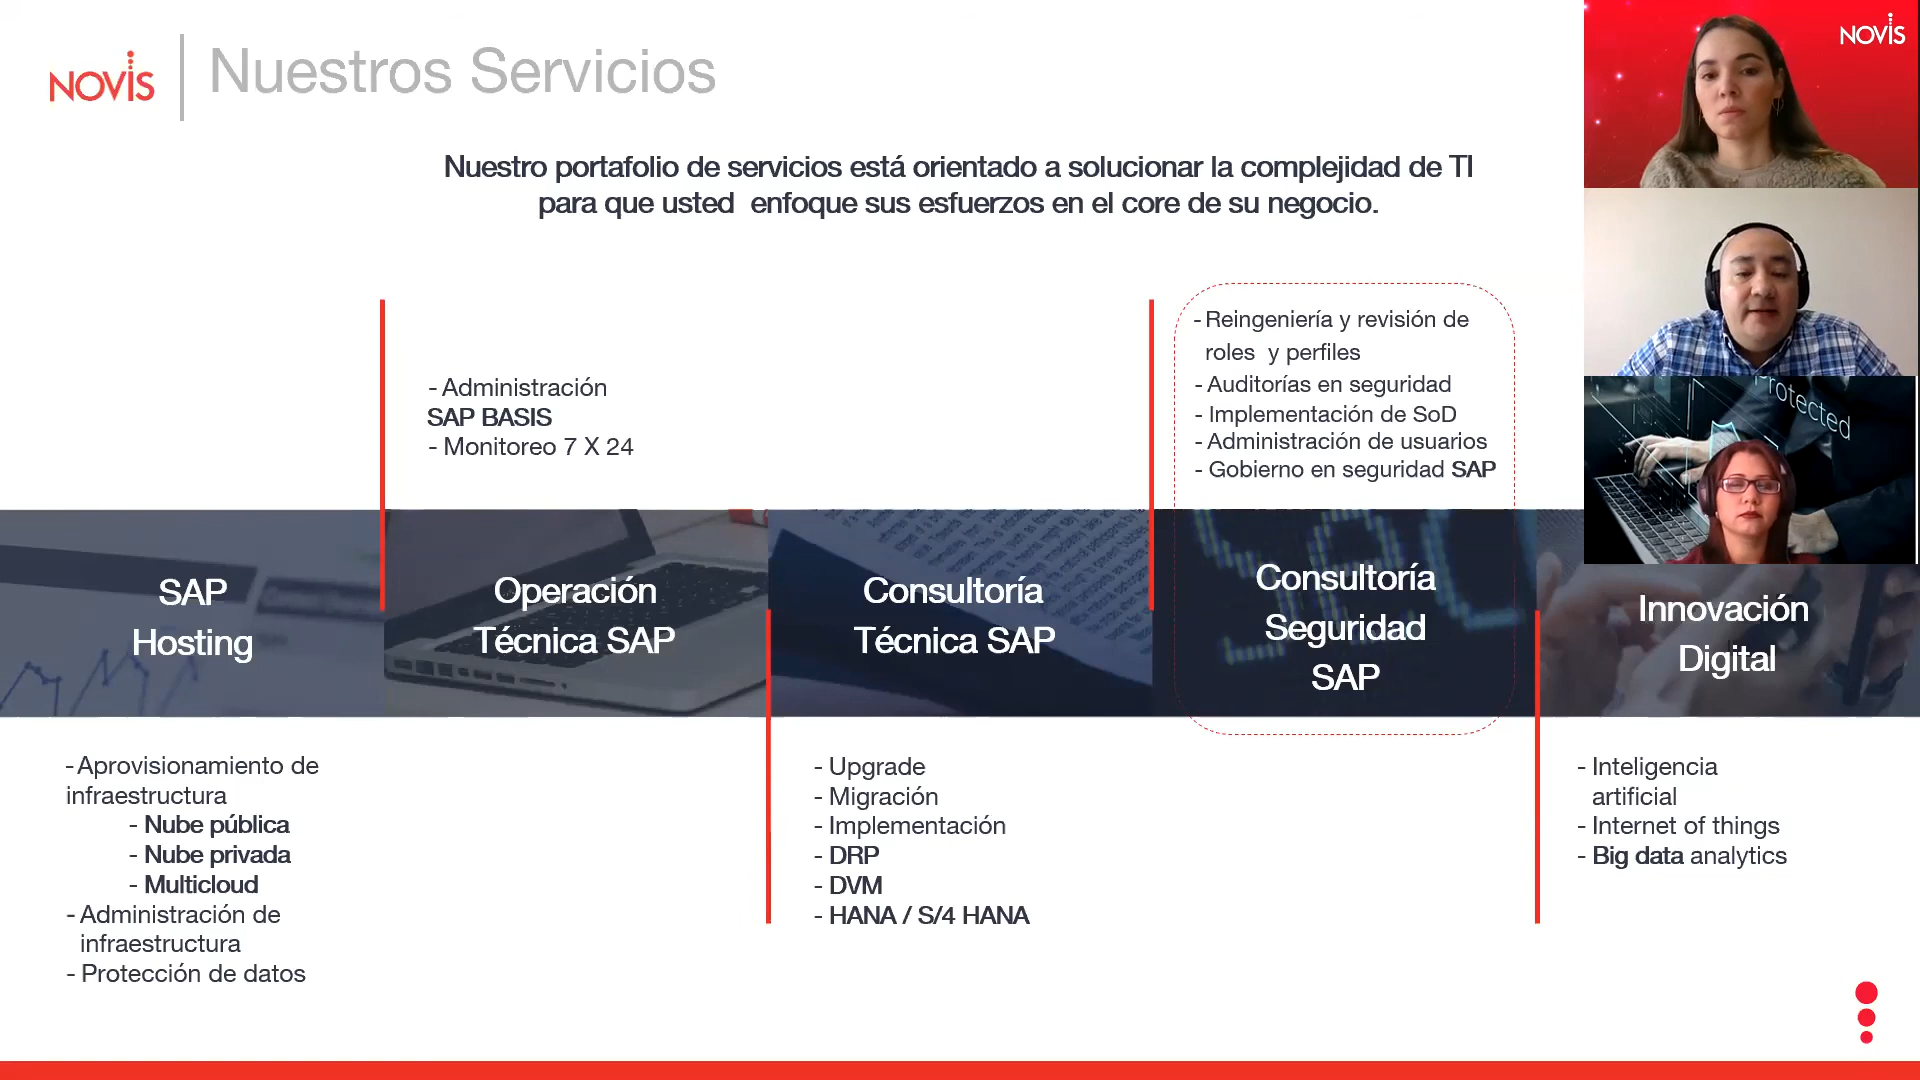 NOVIS
Nuestros Servicios
NOVIS
Nuestro portafolio de servicios está orientado a solucionar la complejidad de TI
para que usted enfoque sus esfuerzos en el core de su negocio.
- Administración
SAP BASIS
- Monitoreo 7 X 24
- Reingeniería y revisión de
roles y perfiles
- Auditorías en seguridad
- Implementación de SoD
- Administración de usuarios
- Gobierno en seguridad SAP
Protected
SAP
Hosting
Operación
Técnica SAP
Consultoría
Técnica SAP
Consultoría
Seguridad
SAP
Innovación
Digital
- Aprovisionamiento de
infraestructura
- Nube pública
- Nube privada
- Multicloud
- Administración de
infraestructura
- Protección de datos
- Upgrade
- Migración
- Implementación
- DRP
- DVM
- HANA / S/4 HANA
- Inteligencia
artificial
- Internet of things
- Big data analytics